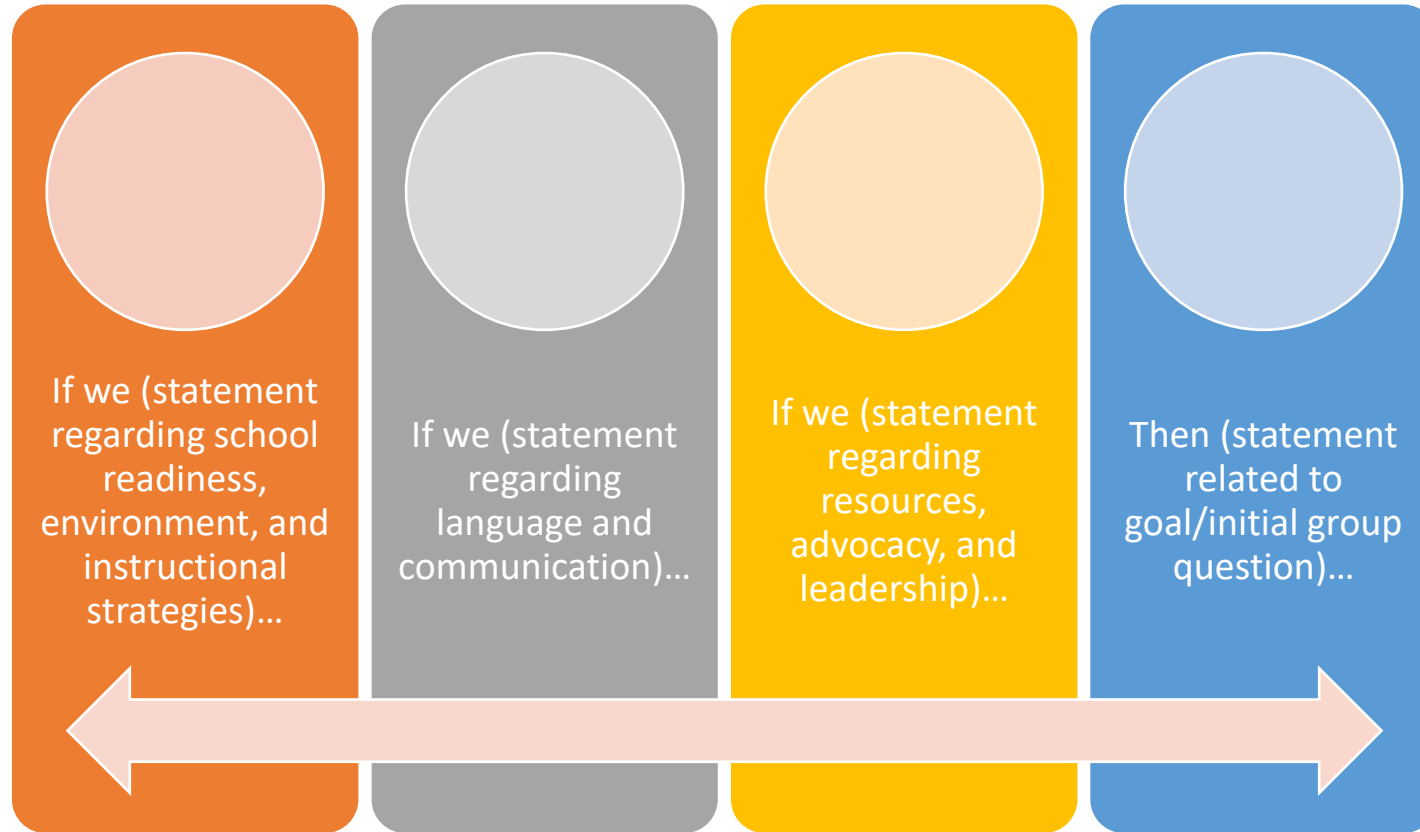 If we (statement
regarding school
readiness,
environment, and
instructional
strategies)…
If we (statement
regarding
language and
communication)…
If we (statement
regarding
resources,
advocacy, and
leadership)…
Then (statement
related to
goal/initial group
question)…